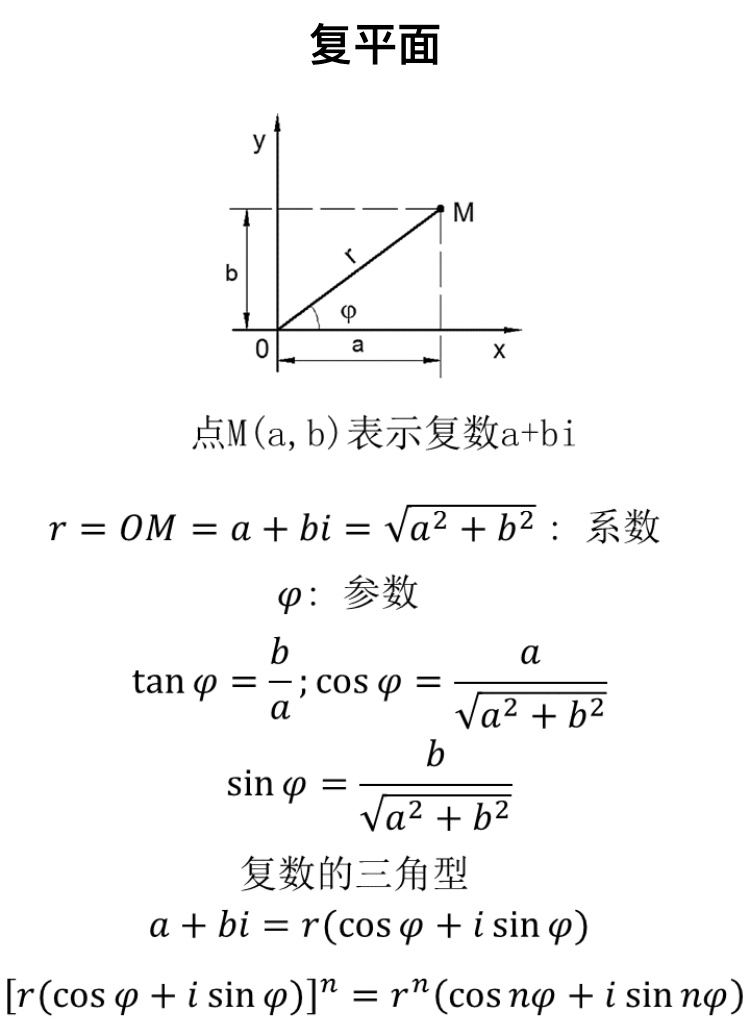 复平面
y
M
r
b
φ
0
a
x
点M(a,b)表示复数a+bi
r = OM = a + bi = √(a² + b²) : 系数
φ: 参数
tan φ = b/a ; cos φ = a/√(a² + b²)
sin φ = b/√(a² + b²)
复数的三角型
a + bi = r(cos φ + i sin φ)
[r(cos φ + i sin φ)]ⁿ = rⁿ(cos nφ + i sin nφ)